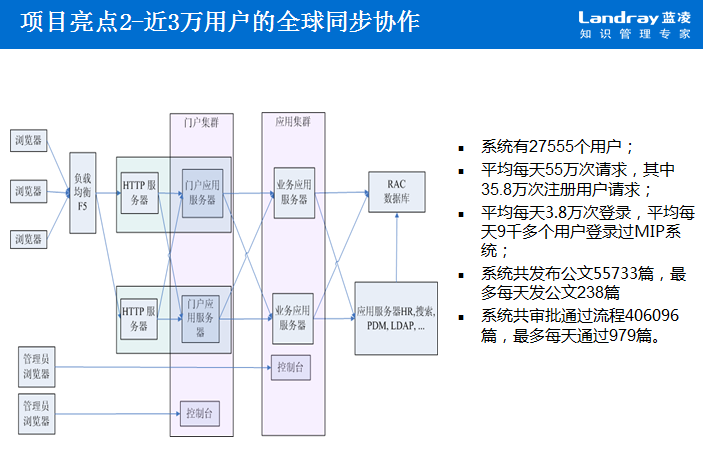 项目亮点2-近3万用户的全球同步协作
Landray蓝凌
知识管理专家
门户集群
应用集群
浏览器
浏览器
浏览器
负载
均衡
F5
HTTP 服
务器
门户应用
服务器
业务应用
服务器
RAC
数据库
HTTP 服
务器
门户应
用服务
器
业务应用
服务器
应用服务器HR,搜索,
PDM, LDAP, ...
管理员
浏览器
控制台
管理员
浏览器
控制台
▪ 系统有27555个用户；
▪ 平均每天55万次请求，其中
35.8万次注册用户请求；
▪ 平均每天3.8万次登录，平均每
天9千多个用户登录过MIP系
统；
▪ 系统共发布公文55733篇，最
多每天发公文238篇
▪ 系统共审批通过流程406096
篇，最多每天通过979篇。